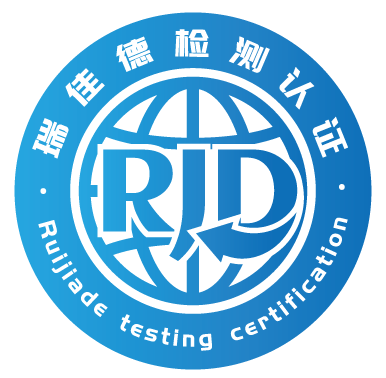 瑞佳德检测认证
RJD
Ruijiade testing certification